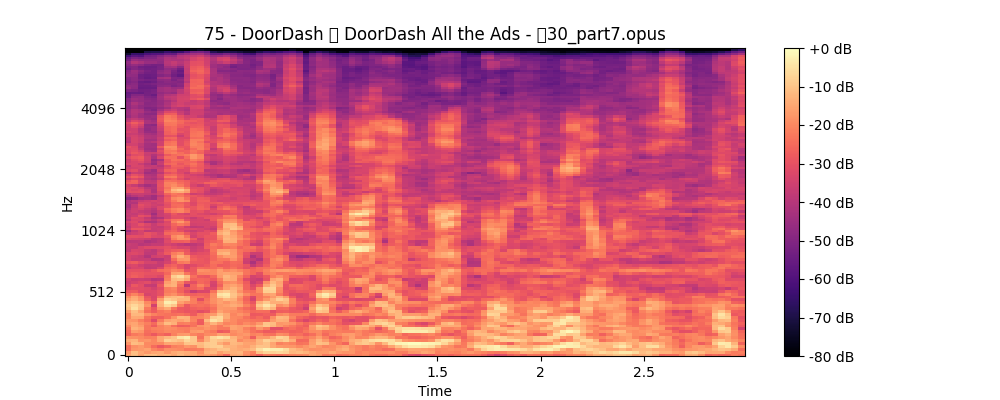 75 - DoorDash ▯ DoorDash All the Ads - ▯30_part7.opus
Hz
4096
2048
1024
512
0
0 0.5 1 1.5 2 2.5
Time
+0 dB
-10 dB
-20 dB
-30 dB
-40 dB
-50 dB
-60 dB
-70 dB
-80 dB